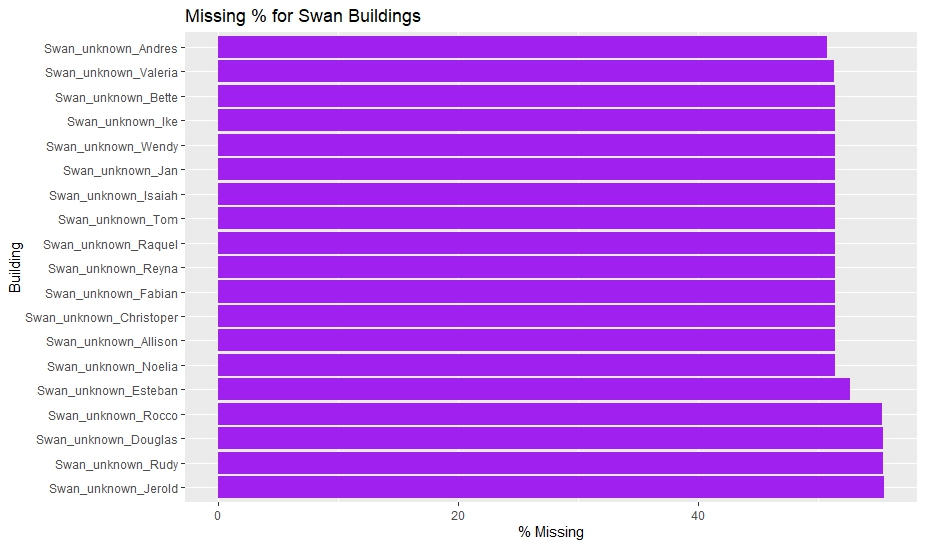 Missing % for Swan Buildings
Building
Swan_unknown_Andres
Swan_unknown_Valeria
Swan_unknown_Bette
Swan_unknown_Ike
Swan_unknown_Wendy
Swan_unknown_Jan
Swan_unknown_Isaiah
Swan_unknown_Tom
Swan_unknown_Raquel
Swan_unknown_Reyna
Swan_unknown_Fabian
Swan_unknown_Christoper
Swan_unknown_Allison
Swan_unknown_Noelia
Swan_unknown_Esteban
Swan_unknown_Rocco
Swan_unknown_Douglas
Swan_unknown_Rudy
Swan_unknown_Jerold
0 20 40
% Missing